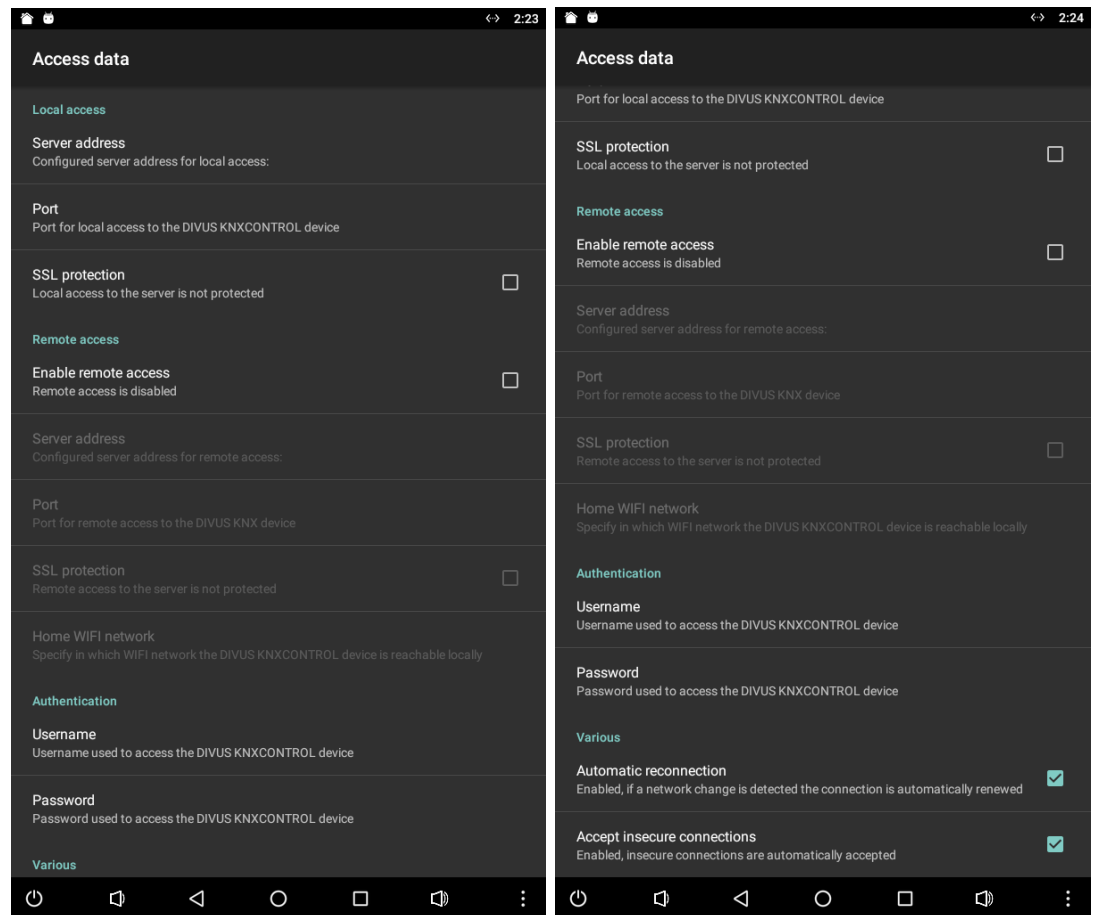 2:23
Access data
Local access
Server address
Configured server address for local access:
Port
Port for local access to the DIVUS KNXCONTROL device
SSL protection
Local access to the server is not protected
Remote access
Enable remote access
Remote access is disabled
Server address
Configured server address for remote access:
Port
Port for remote access to the DIVUS KNX device
SSL protection
Remote access to the server is not protected
Home WIFI network
Specify in which WIFI network the DIVUS KNXCONTROL device is reachable locally
Authentication
Username
Username used to access the DIVUS KNXCONTROL device
Password
Password used to access the DIVUS KNXCONTROL device
Various
2:24
Access data
Port for local access to the DIVUS KNXCONTROL device
SSL protection
Local access to the server is not protected
Remote access
Enable remote access
Remote access is disabled
Server address
Configured server address for remote access:
Port
Port for remote access to the DIVUS KNX device
SSL protection
Remote access to the server is not protected
Home WIFI network
Specify in which WIFI network the DIVUS KNXCONTROL device is reachable locally
Authentication
Username
Username used to access the DIVUS KNXCONTROL device
Password
Password used to access the DIVUS KNXCONTROL device
Various
Automatic reconnection
Enabled, if a network change is detected the connection is automatically renewed
Accept insecure connections
Enabled, insecure connections are automatically accepted